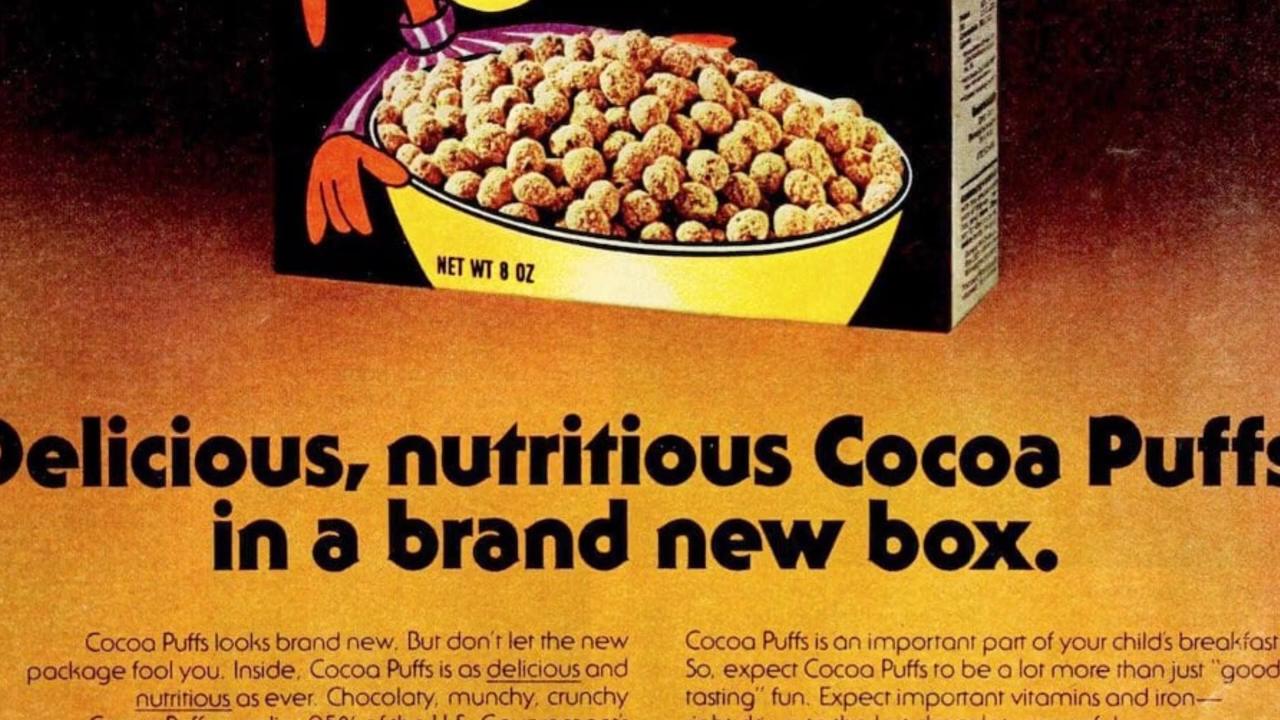 NET WT 8 OZ
Delicious, nutritious Cocoa Puffs
in a brand new box.
Cocoa Puffs looks brand new. But don't let the new
package fool you. Inside, Cocoa Puffs is as delicious and
nutritious as ever. Chocolaty, munchy, crunchy
Cocoa Puffs is an important part of your child's breakfast
So, expect Cocoa Puffs to be a lot more than just "good
tasting" fun. Expect important vitamins and iron—